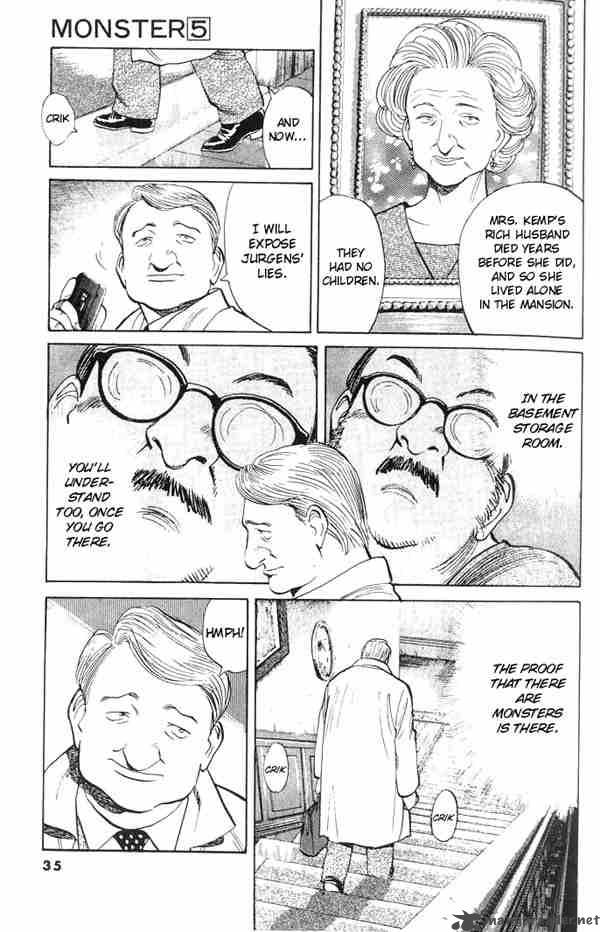 MONSTER 5
MRS. KEMP'S
RICH HUSBAND
DIED YEARS
BEFORE SHE DID,
AND SO SHE
LIVED ALONE
IN THE MANSION.
THEY
HAD NO
CHILDREN.
CRIK
AND
NOW...
I WILL
EXPOSE
JURGENS'
LIES.
IN THE
BASEMENT
STORAGE
ROOM.
YOU'LL
UNDER-
STAND
TOO, ONCE
YOU GO
THERE.
THE PROOF
THAT THERE
ARE
MONSTERS
IS THERE.
CRIK
CRIK
HMPH!
35